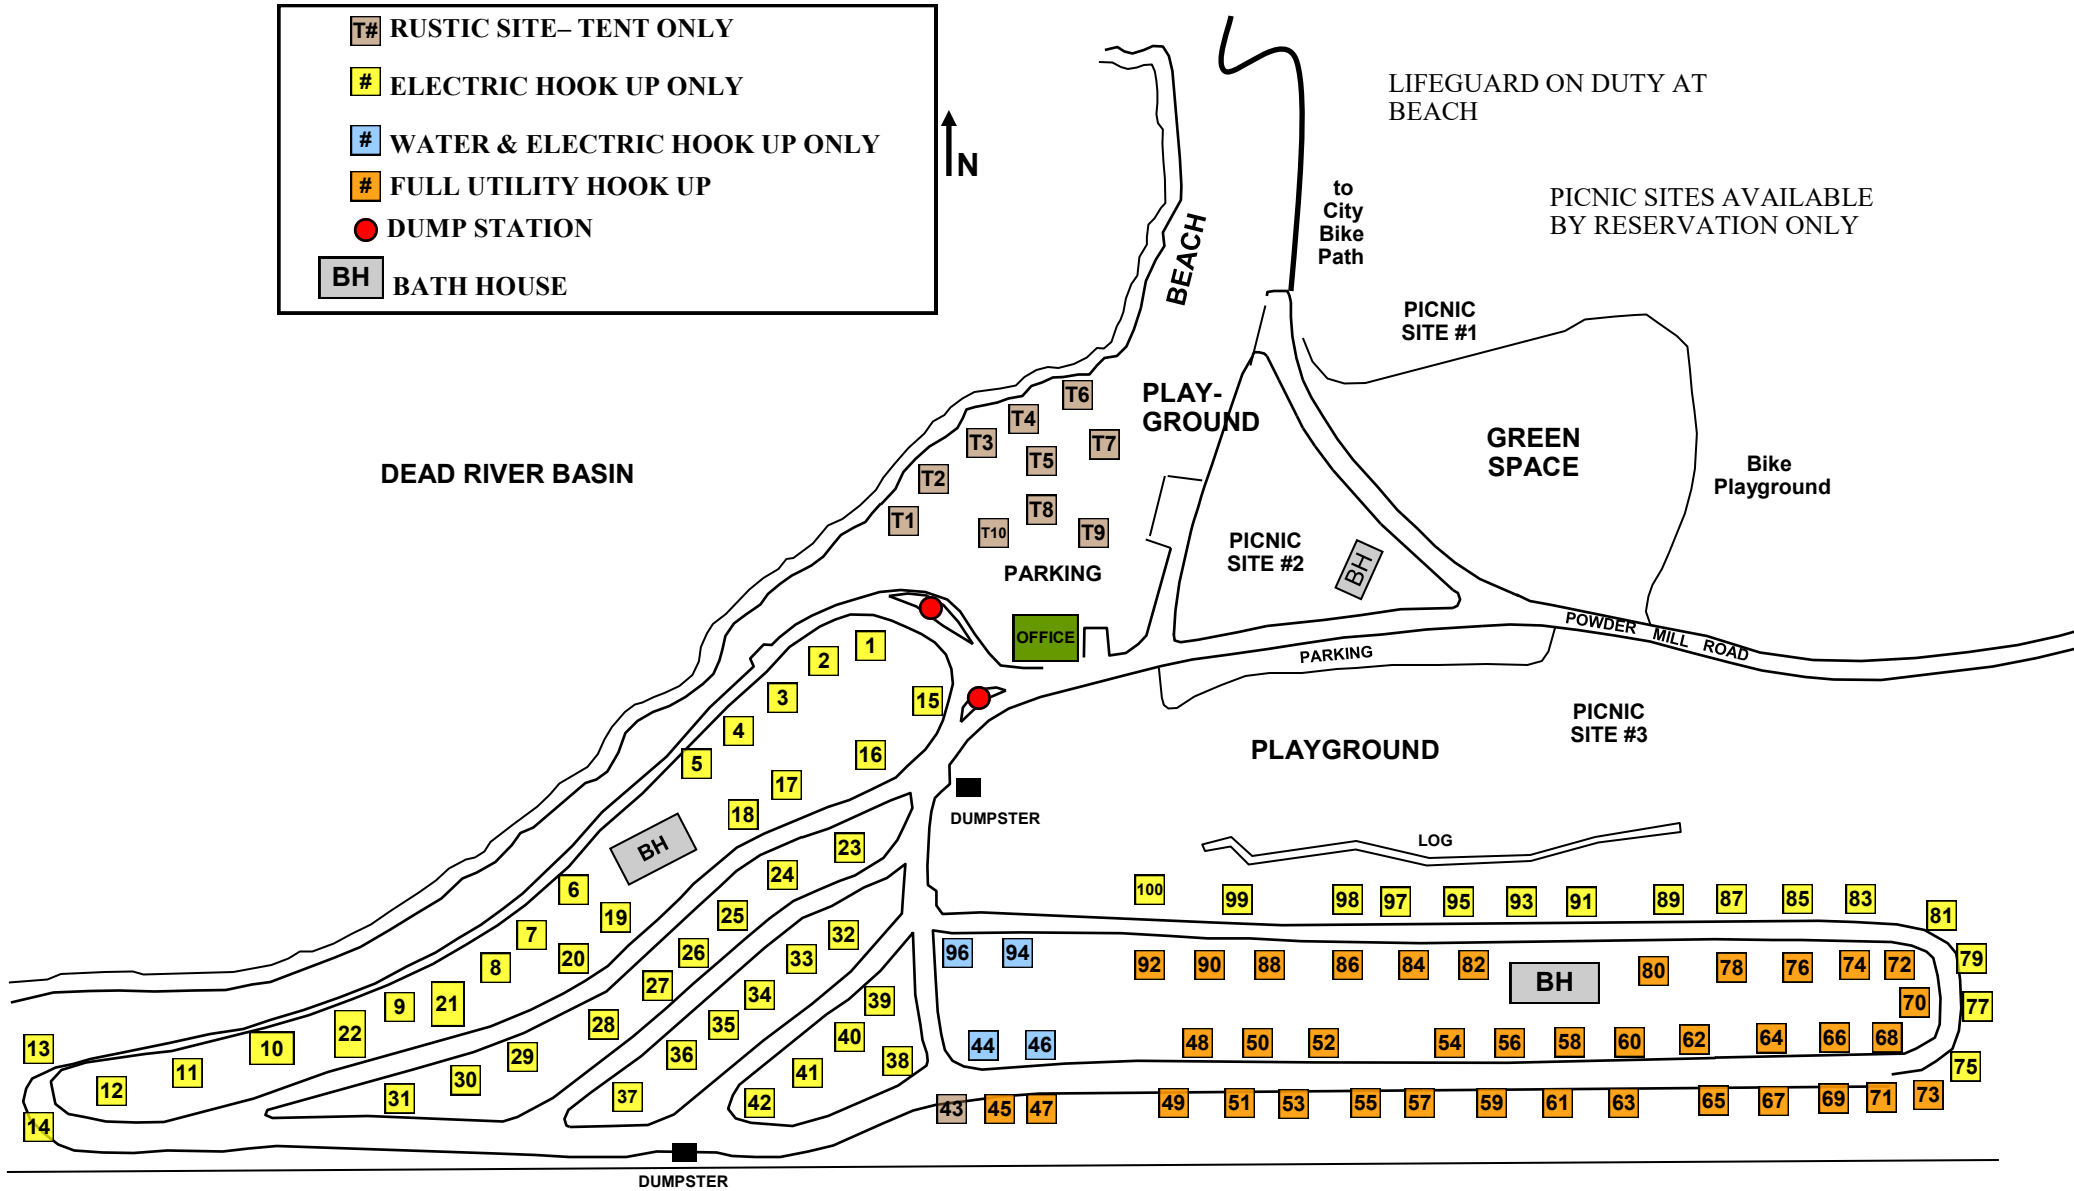 T# RUSTIC SITE– TENT ONLY
# ELECTRIC HOOK UP ONLY
# WATER & ELECTRIC HOOK UP ONLY
# FULL UTILITY HOOK UP
DUMP STATION
BH BATH HOUSE
N
LIFEGUARD ON DUTY AT
BEACH
PICNIC SITES AVAILABLE
BY RESERVATION ONLY
to
City
Bike
Path
BEACH
PICNIC
SITE #1
PLAY-
GROUND
GREEN
SPACE
Bike
Playground
DEAD RIVER BASIN
T6
T4
T3
T7
T5
T2
T8
T1
T10
T9
PARKING
PICNIC
SITE #2
BH
OFFICE
POWDER MILL ROAD
PARKING
PICNIC
SITE #3
PLAYGROUND
1
2
3
4
5
15
16
17
18
BH
DUMPSTER
LOG
6
19
7
20
8
9
21
22
10
11
12
13
14
23
24
25
26
27
28
29
30
31
32
33
34
35
36
37
39
40
38
41
42
100
99
98
97
95
93
91
89
87
85
83
81
79
77
75
96
94
92
90
88
86
84
82
BH
80
78
76
74
72
70
44
46
48
50
52
54
56
58
60
62
64
66
68
43
45
47
49
51
53
55
57
59
61
63
65
67
69
71
73
DUMPSTER